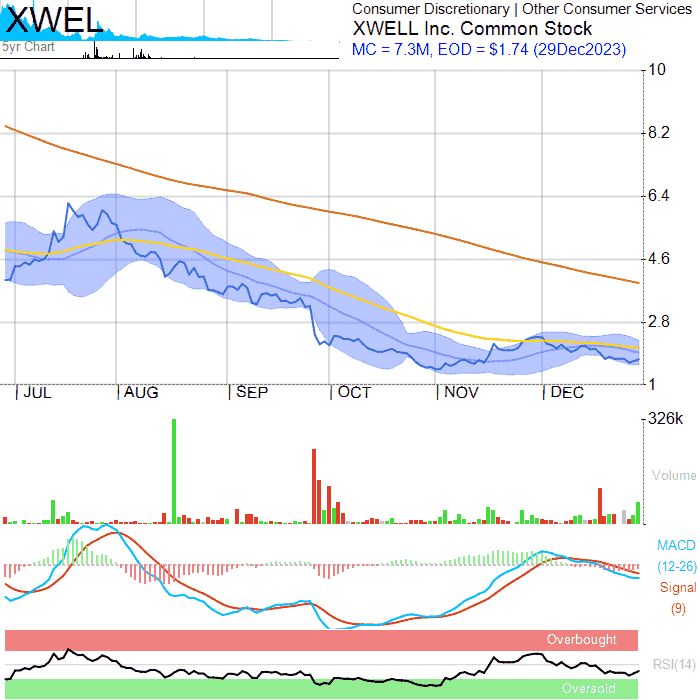 XWEL
5yr Chart
Consumer Discretionary | Other Consumer Services
XWELL Inc. Common Stock
MC = 7.3M, EOD = $1.74 (29Dec2023)
10
8.2
6.4
4.6
2.8
1
JUL AUG SEP OCT NOV DEC
326k
Volume
MACD
(12-26)
Signal
(9)
Overbought
RSI(14)
Oversold